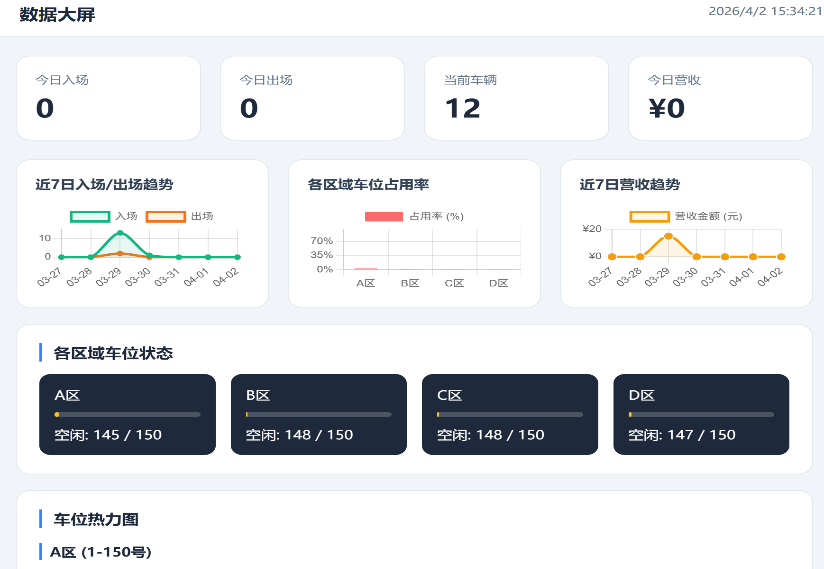 数据大屏
2026/4/2 15:34:21
今日入场
0
今日出场
0
当前车辆
12
今日营收
¥0
近7日入场/出场趋势
入场 出场
10
0
03-27 03-28 03-29 03-30 03-31 04-01 04-02
各区域车位占用率
占用率 (%)
70%
35%
0%
A区 B区 C区 D区
近7日营收趋势
营收金额 (元)
¥20
¥0
03-27 03-28 03-29 03-30 03-31 04-01 04-02
各区域车位状态
A区
空闲: 145 / 150
B区
空闲: 148 / 150
C区
空闲: 148 / 150
D区
空闲: 147 / 150
车位热力图
A区 (1-150号)